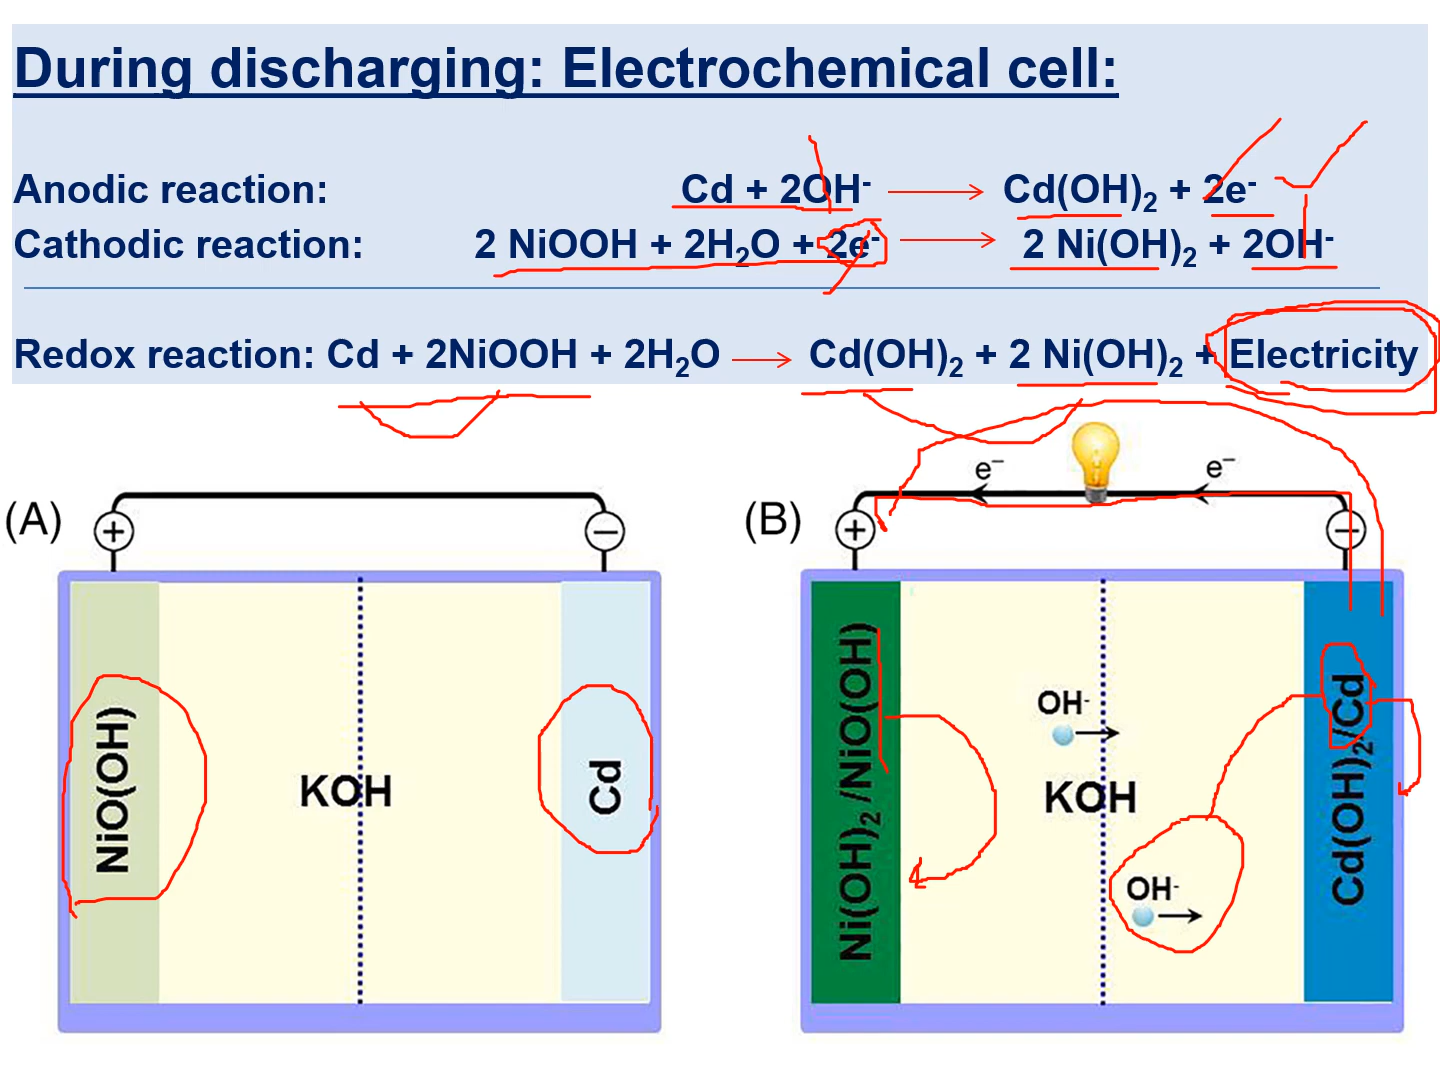 During discharging: Electrochemical cell:
Anodic reaction: Cd + 2OH⁻ ⟶ Cd(OH)₂ + 2e⁻
Cathodic reaction: 2 NiOOH + 2H₂O + 2e⁻ ⟶ 2 Ni(OH)₂ + 2OH⁻
Redox reaction: Cd + 2NiOOH + 2H₂O ⟶ Cd(OH)₂ + 2 Ni(OH)₂ + Electricity
(A)
+
−
NiO(OH)
KOH
Cd
(B)
e⁻
e⁻
+
−
Ni(OH)₂ /NiO(OH)
OH⁻
KOH
OH⁻
Cd(OH)₂/Cd